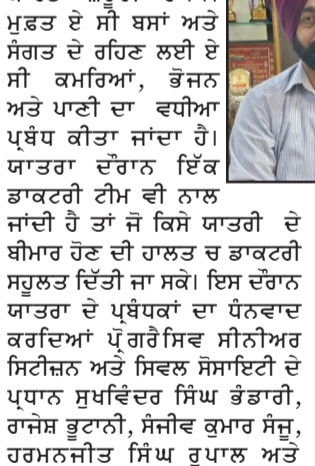 ਮੁਫ਼ਤ ਏ ਸੀ ਬਸਾਂ ਅਤੇ
ਸੰਗਤ ਦੇ ਰਹਿਣ ਲਈ ਏ
ਸੀ ਕਮਰਿਆਂ, ਭੋਜਨ
ਅਤੇ ਪਾਣੀ ਦਾ ਵਧੀਆ
ਪ੍ਰਬੰਧ ਕੀਤਾ ਜਾਂਦਾ ਹੈ।
ਯਾਤਰਾ ਦੌਰਾਨ ਇੱਕ
ਡਾਕਟਰੀ ਟੀਮ ਵੀ ਨਾਲ
ਜਾਂਦੀ ਹੈ ਤਾਂ ਜੋ ਕਿਸੇ ਯਾਤਰੀ ਦੇ
ਬੀਮਾਰ ਹੋਣ ਦੀ ਹਾਲਤ ਚ ਡਾਕਟਰੀ
ਸਹੂਲਤ ਦਿੱਤੀ ਜਾ ਸਕੇ। ਇਸ ਦੌਰਾਨ
ਯਾਤਰਾ ਦੇ ਪ੍ਰਬੰਧਕਾਂ ਦਾ ਧੰਨਵਾਦ
ਕਰਦਿਆਂ ਪ੍ਰੋਗਰੈਸਿਵ ਸੀਨੀਅਰ
ਸਿਟੀਜ਼ਨ ਅਤੇ ਸਿਵਲ ਸੋਸਾਇਟੀ ਦੇ
ਪ੍ਰਧਾਨ ਸੁਖਵਿੰਦਰ ਸਿੰਘ ਭੰਡਾਰੀ,
ਰਾਜੇਸ਼ ਭੂਟਾਨੀ, ਸੰਜੀਵ ਕੁਮਾਰ ਸੰਜੂ,
ਹਰਮਨਜੀਤ ਸਿੰਘ ਰੁਪਾਲ ਅਤੇ